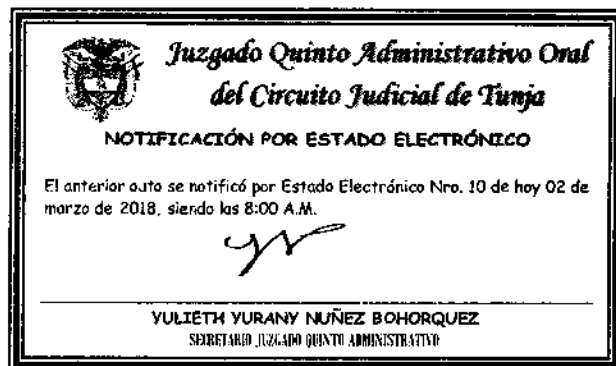 Juzgado Quinto Administrativo Oral
del Circuito Judicial de Tunja
NOTIFICACIÓN POR ESTADO ELECTRÓNICO
El anterior auto se notificó por Estado Electrónico Nro. 10 de hoy 02 de
marzo de 2018, siendo las 8:00 A.M.
YULIETH YURANY NUÑEZ BOHORQUEZ
SECRETARIO JUZGADO QUINTO ADMINISTRATIVO